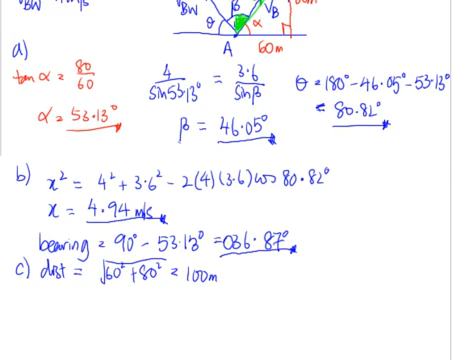 V_BW = 4 m/s
V_BW β V_B
θ α
A 60m
a)
tan α = 80/60
α = 53.13°
4/sin53.13° = 3.6/sinβ
β = 46.05°
θ = 180° - 46.05° - 53.13°
= 80.82°
b) x² = 4² + 3.6² - 2(4)(3.6)cos 80.82°
x = 4.94 m/s
bearing = 90° - 53.13° = 036.87°
c) dist = √60² + 80² = 100m